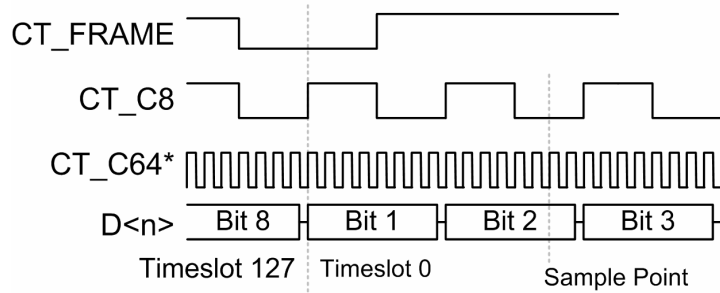 CT_FRAME
CT_C8
CT_C64*
D<n>
Bit 8
Bit 1
Bit 2
Bit 3
Timeslot 127
Timeslot 0
Sample Point